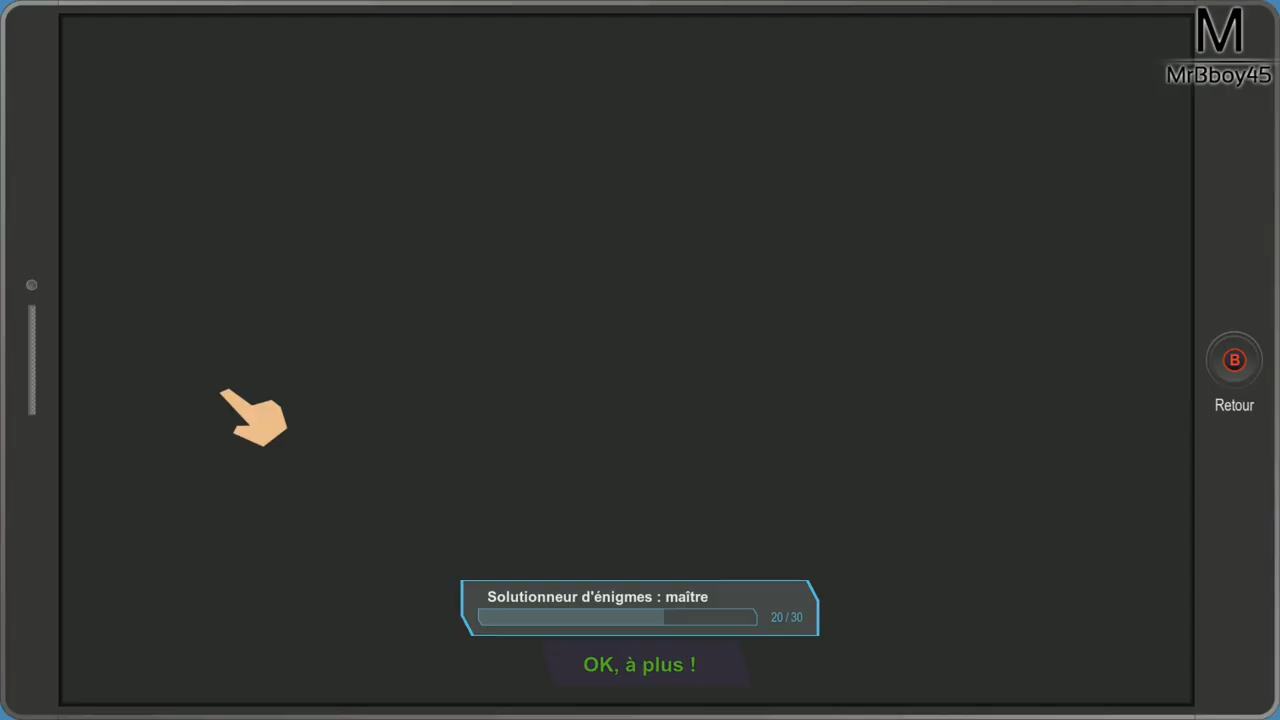 M
MrBboy45
B
Retour
Solutionneur d'énigmes : maître
20 / 30
OK, à plus !